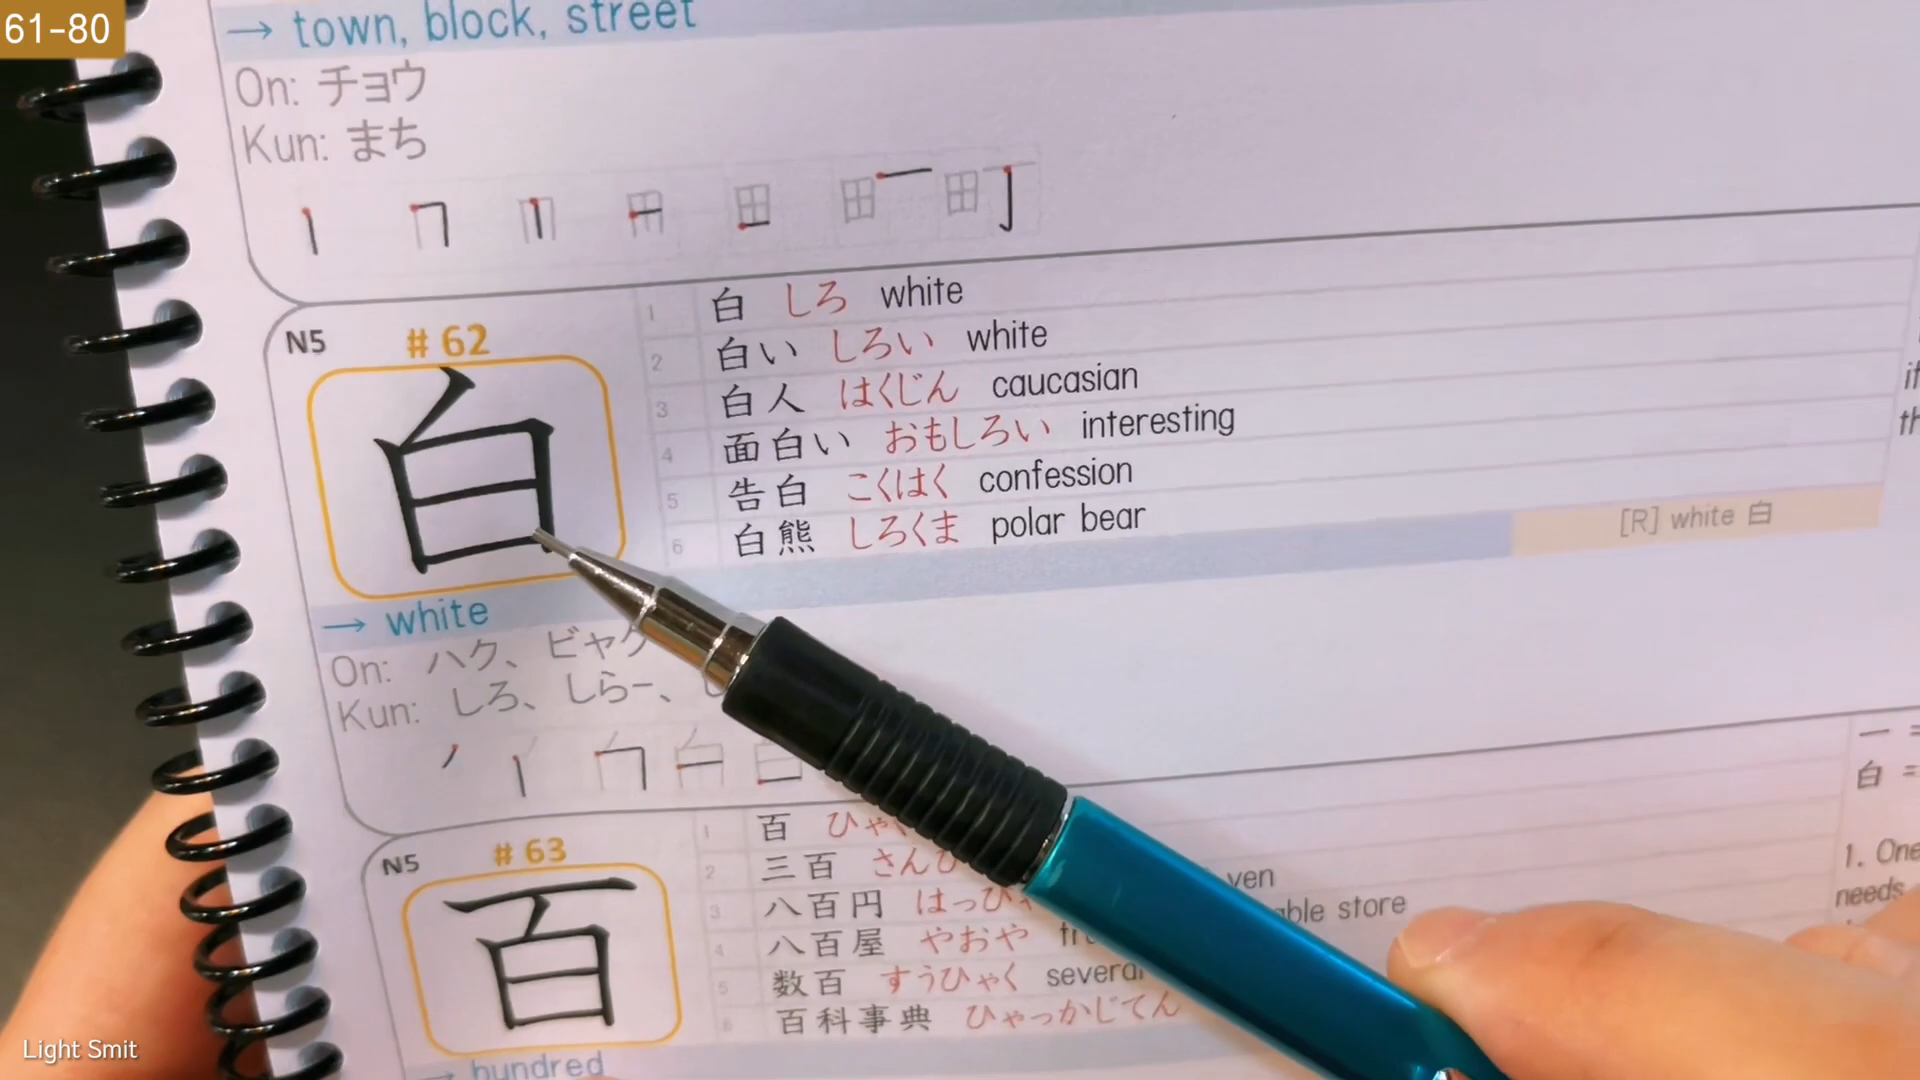 61-80
→ town, block, street
On: チョウ
Kun: まち
N5 # 62
白
1 白 しろ white
2 白い しろい white
3 白人 はくじん caucasian
4 面白い おもしろい interesting
5 告白 こくはく confession
6 白熊 しろくま polar bear
[R] white 白
→ white
On: ハク、ビャク
Kun: しろ、しらー、
N5 # 63
百
1 百
2 三百
3 八百円
4 八百屋 やおや
able store
5 数百 すうひゃく several
6 百科事典 ひゃっかじてん
→ hundred
一 =
白 =
1. One
needs
Light Smit